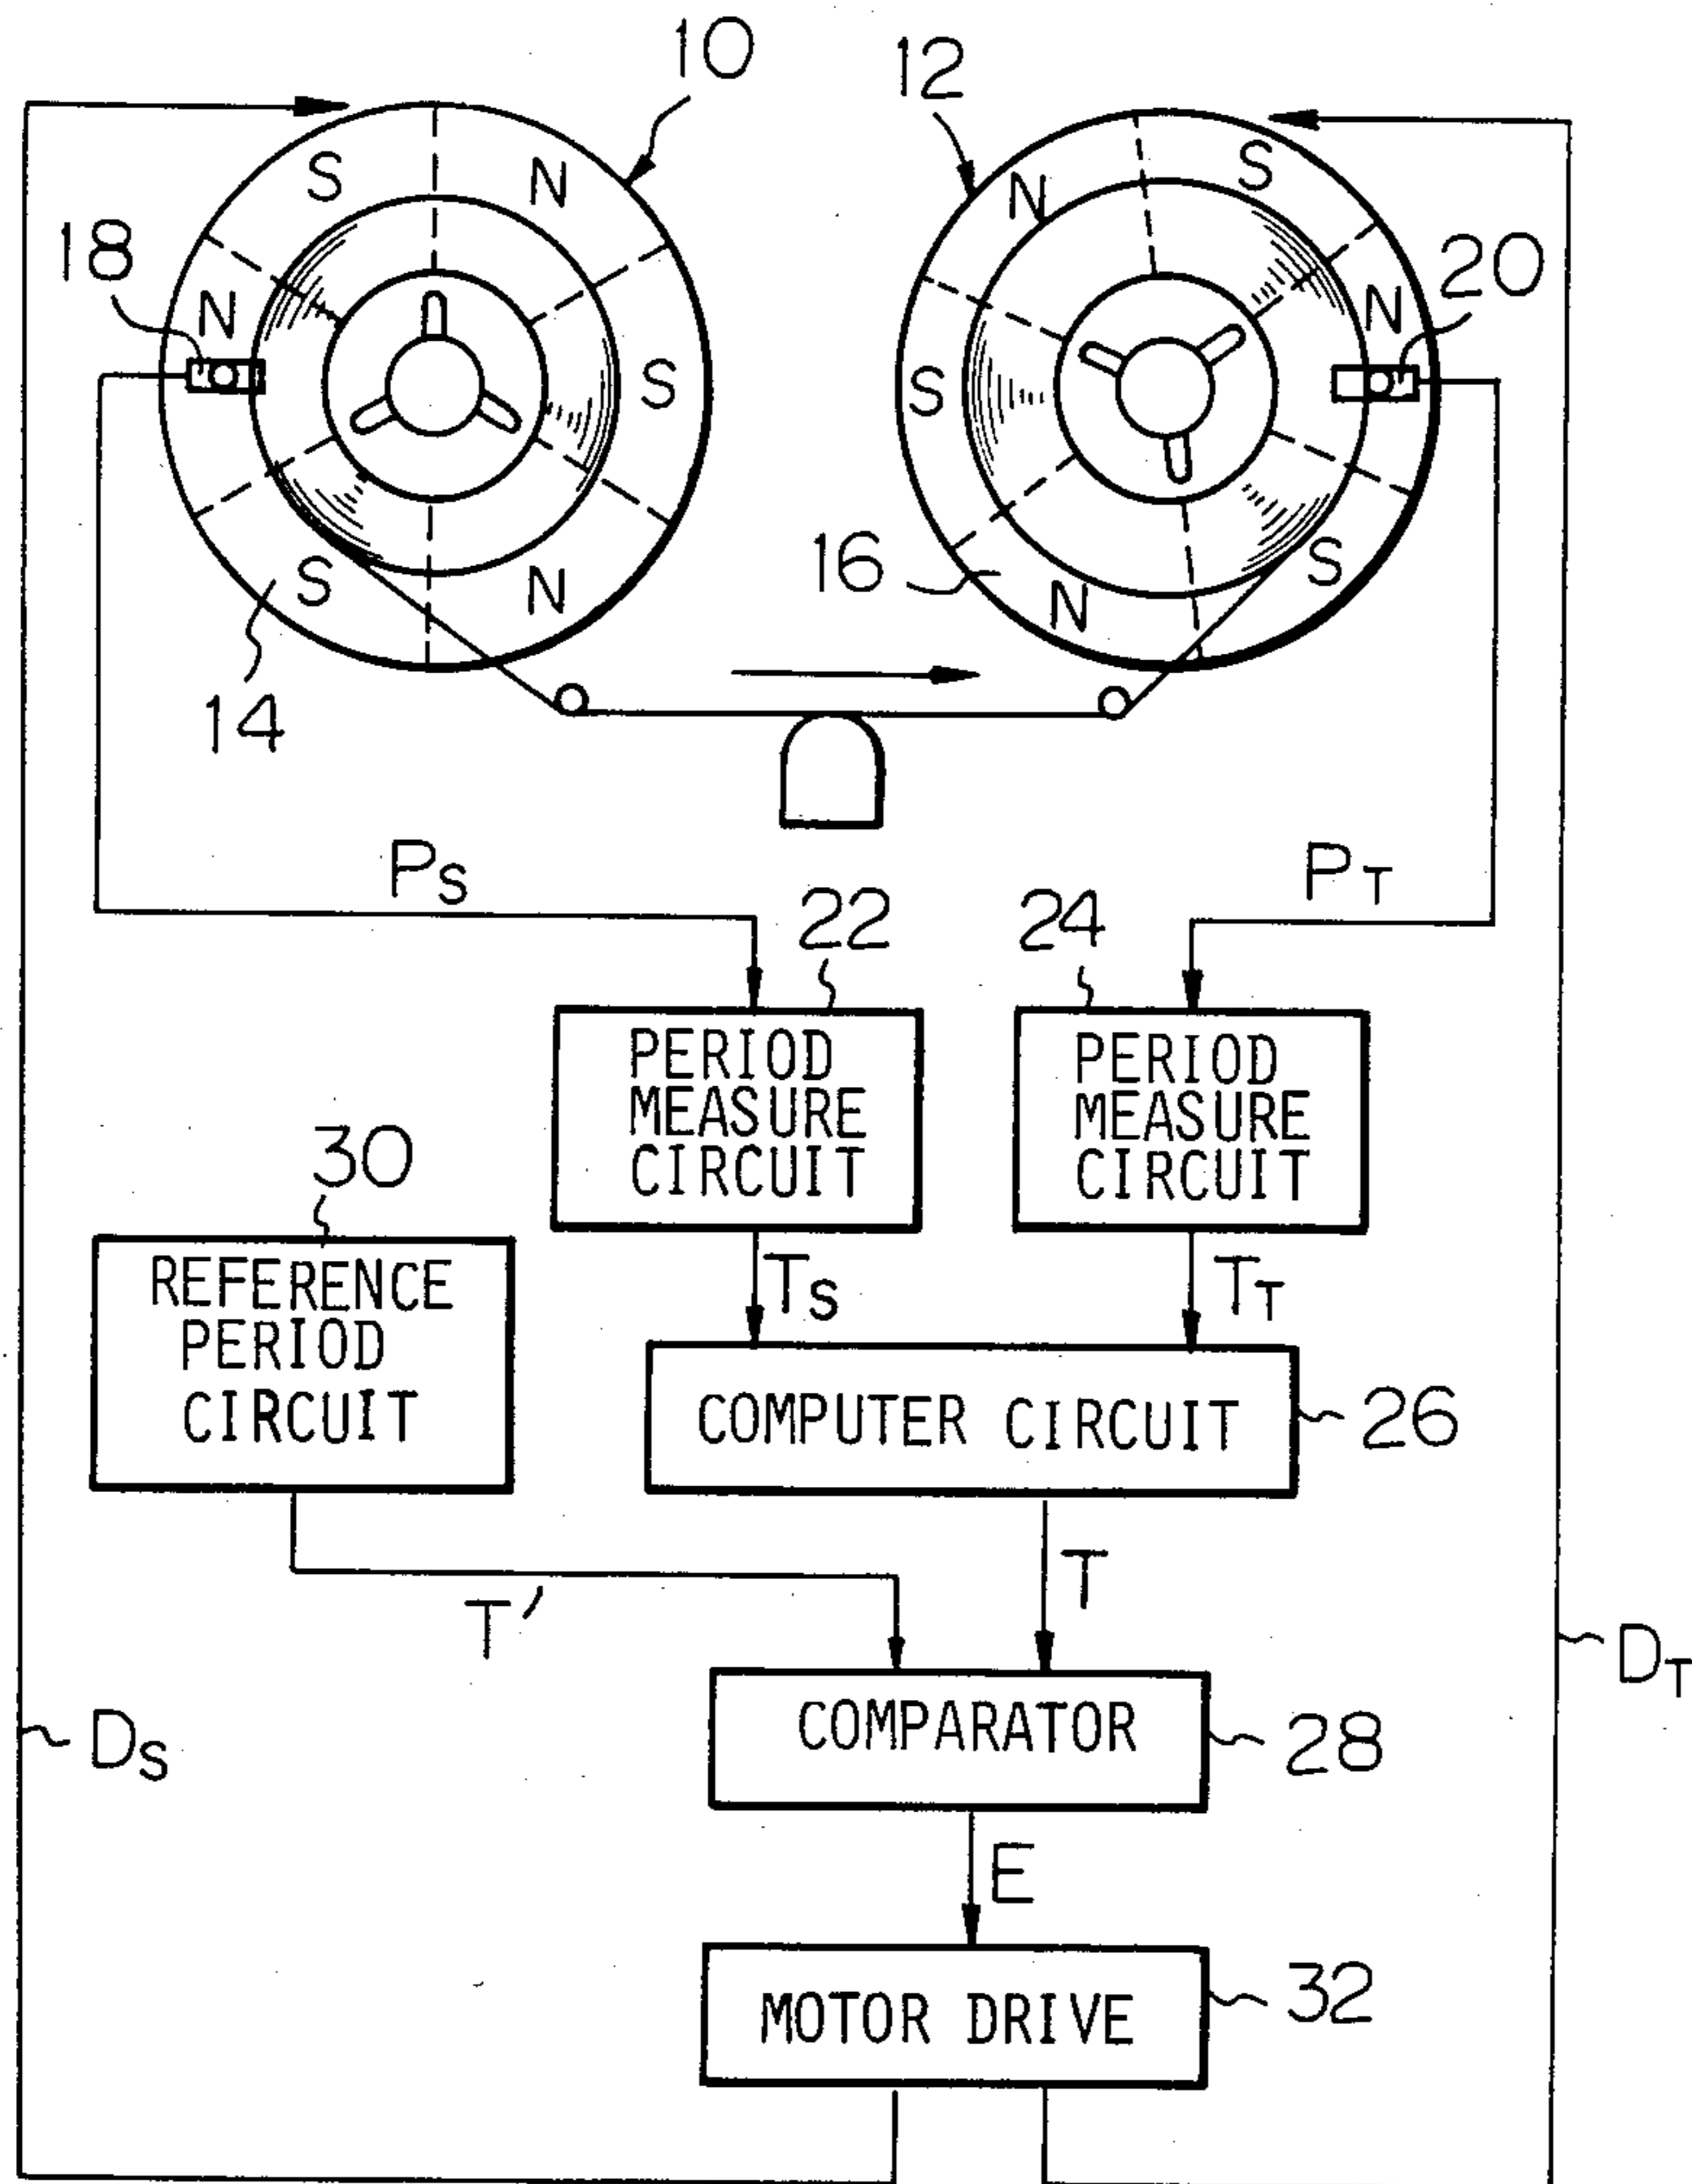 10
12
S
N
N
S
18
N
N
20
S
S
16
S
N
N
S
14
PS
PT
22
24
PERIOD
MEASURE
CIRCUIT
PERIOD
MEASURE
CIRCUIT
30
REFERENCE
PERIOD
CIRCUIT
TS
TT
COMPUTER CIRCUIT
26
T'
T
DT
COMPARATOR
28
DS
E
MOTOR DRIVE
32